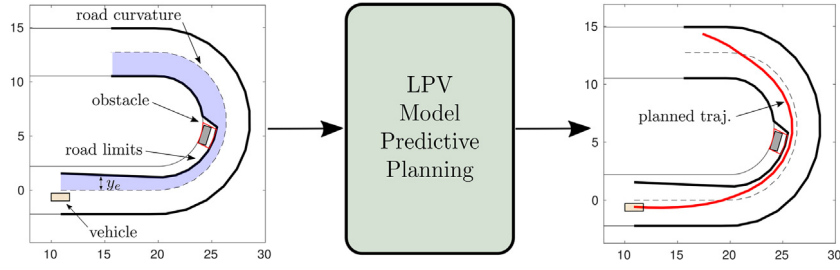 road curvature
obstacle
road limits
y_e
vehicle
15
10
5
0
10
15
20
25
30
LPV
Model
Predictive
Planning
planned traj.
15
10
5
0
10
15
20
25
30